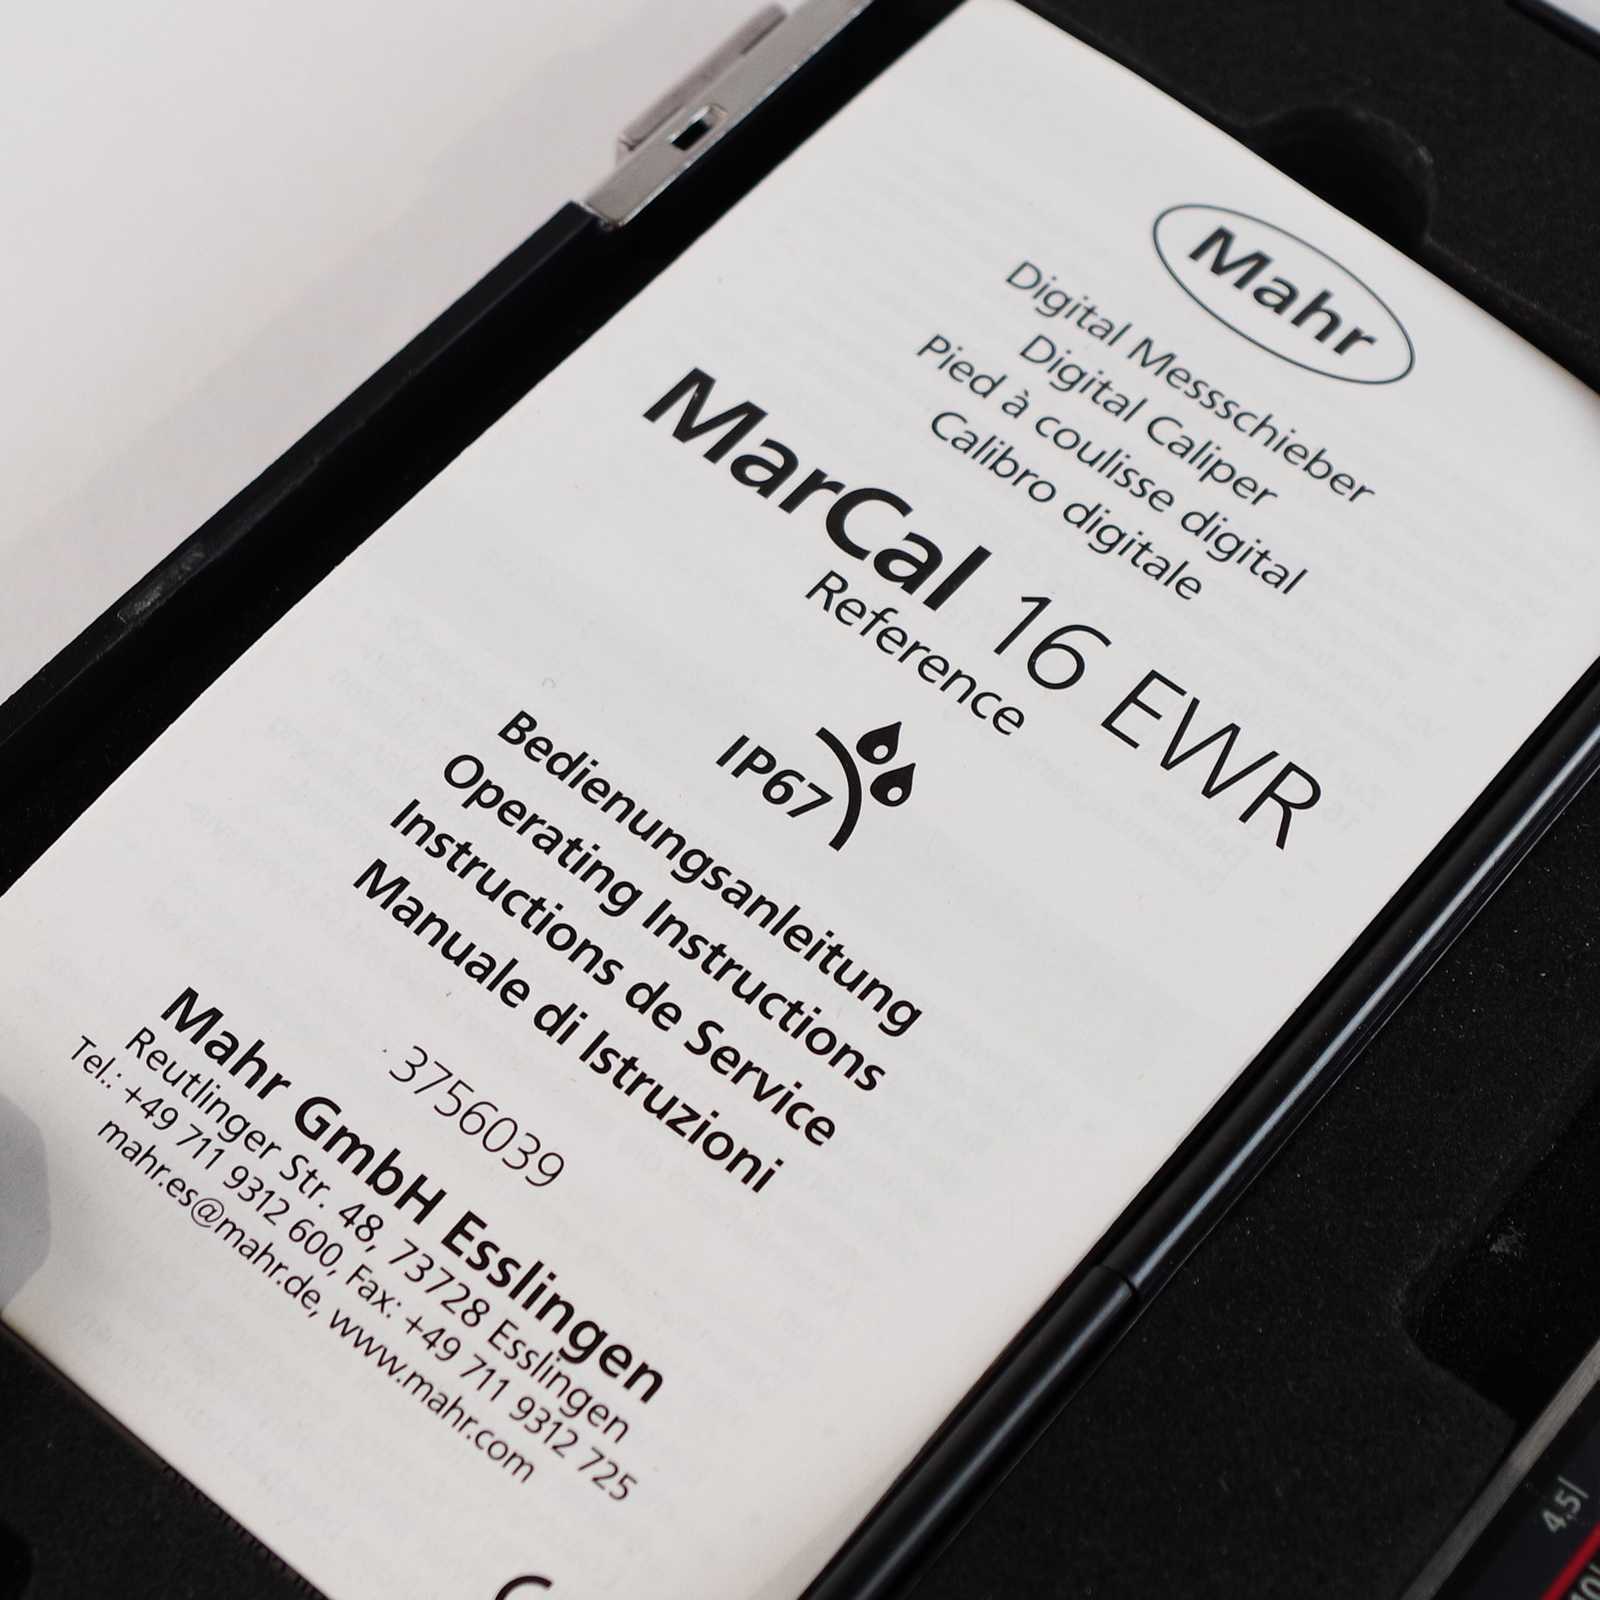 Mahr
Digital Messschieber
Digital Caliper
Pied à coulisse digital
Calibro digitale
MarCal 16 EWR
Reference
IP67
Bedienungsanleitung
Operating Instructions
Instructions de Service
Manuale di Istruzioni
3756039
Mahr GmbH Esslingen
Reutlinger Str. 48, 73728 Esslingen
Tel.: +49 711 9312 600, Fax: +49 711 9312 725
mahr.es@mahr.de, www.mahr.com
4.5